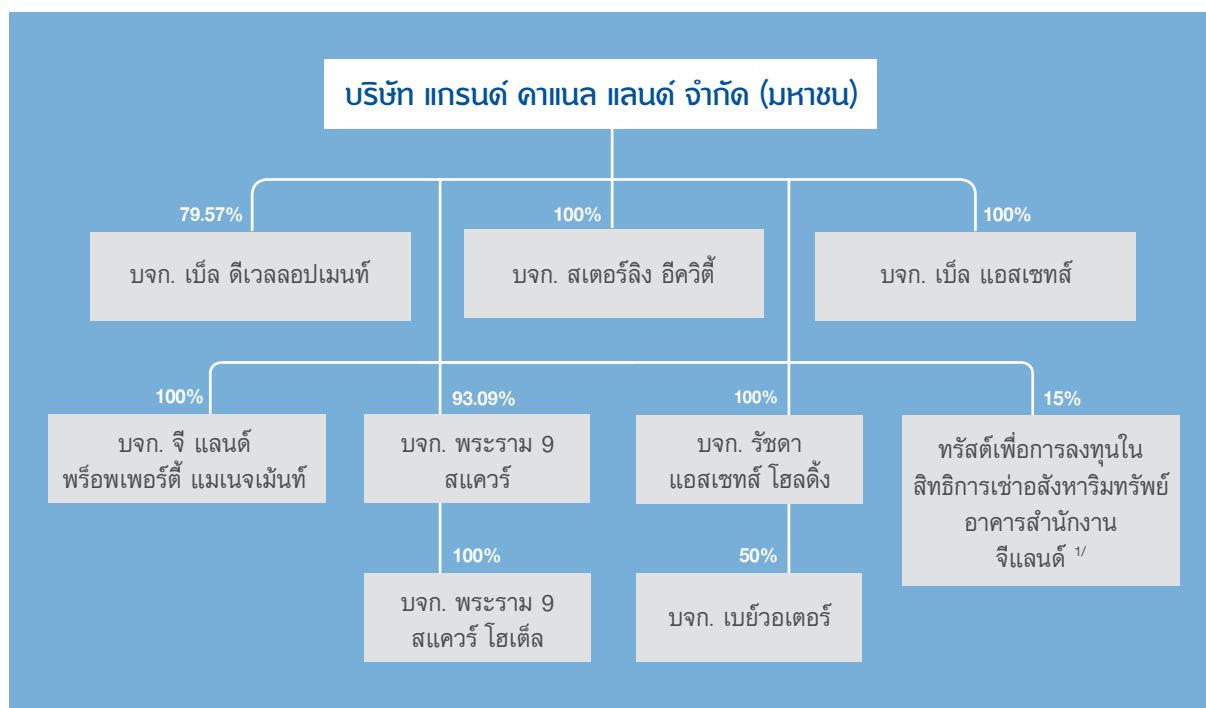 บริษัท แกรนด์ คาแนล แลนด์ จำกัด (มหาชน)
79.57%
100%
100%
บจก. เบ็ล ดีเวลลอปเมนท์
บจก. สเตอร์ลิง อีควิตี้
บจก. เบ็ล แอสเซทส์
100%
93.09%
100%
15%
บจก. จี แลนด์
พร็อพเพอร์ตี้ แมเนจเม้นท์
บจก. พระราม 9
สแควร์
บจก. รัชดา
แอสเซทส์ โฮลดิ้ง
ทรัสต์เพื่อการลงทุนใน
สิทธิการเช่าอสังหาริมทรัพย์
อาคารสำนักงาน
จีแลนด์ 1/
100%
50%
บจก. พระราม 9
สแควร์ โฮเต็ล
บจก. เบย์วอเตอร์